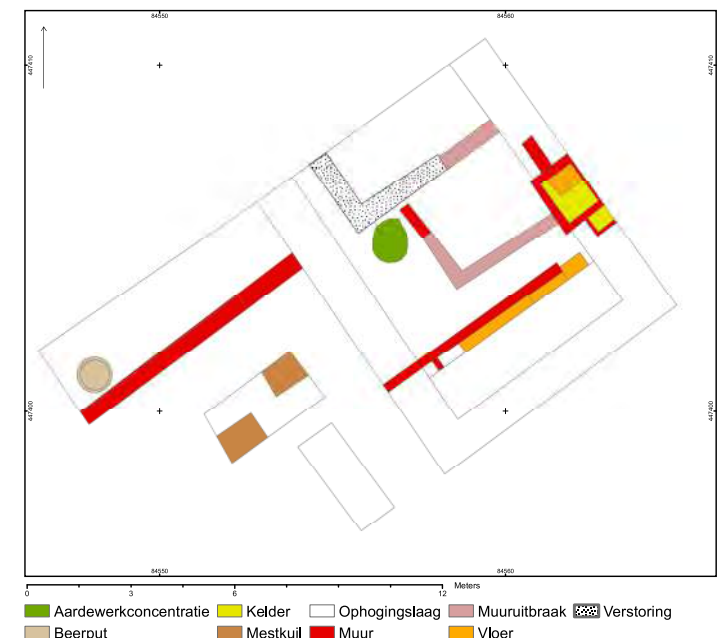 84550 84560
447410 447410
447400 447400
84550 84560
0 3 6 12 Meters
Aardewerkconcentratie Kelder Ophogingslaag Muuruitbraak Verstoring
Beerput Mestkuil Muur Vloer